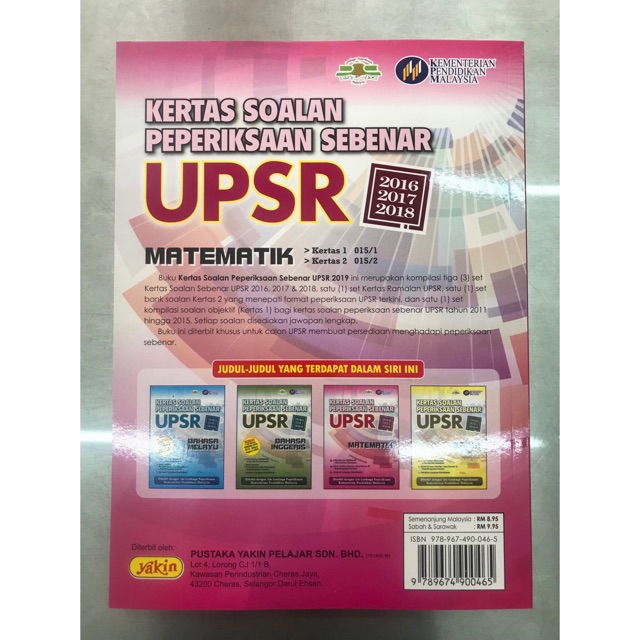 KEMENTERIAN
PENDIDIKAN
MALAYSIA
KERTAS SOALAN
PEPERIKSAAN SEBENAR
UPSR
2016
2017
2018
MATEMATIK
> Kertas 1 015/1
> Kertas 2 015/2
Buku Kertas Soalan Peperiksaan Sebenar UPSR 2019 ini merupakan kompilasi tiga (3) set
Kertas Soalan Sebenar UPSR 2016, 2017 & 2018, satu (1) set Kertas Ramalan UPSR, satu (1) set
bank soalan Kertas 2 yang menepati format peperiksaan UPSR terkini, dan satu (1) set
kompilasi soalan objektif (Kertas 1) bagi kertas soalan peperiksaan sebenar UPSR tahun 2011
hingga 2015. Setiap soalan disediakan jawapan lengkap.
Buku ini diterbit khusus untuk calon UPSR membuat persediaan menghadapi peperiksaan
sebenar.
JUDUL-JUDUL YANG TERDAPAT DALAM SIRI INI
KERTAS SOALAN
PEPERIKSAAN SEBENAR
UPSR
BAHASA
MELAYU
KERTAS SOALAN
PEPERIKSAAN SEBENAR
UPSR
BAHASA
INGGERIS
KERTAS SOALAN
PEPERIKSAAN SEBENAR
UPSR
MATEMATIK
KERTAS SOALAN
PEPERIKSAAN SEBENAR
UPSR
Semenanjung Malaysia : RM 8.95
Sabah & Sarawak : RM 9.95
ISBN 978-967-490-046-5
9 789674 900465
Diterbit oleh:
yakin
PUSTAKA YAKIN PELAJAR SDN. BHD.
Lot 4, Lorong CJ 1/1 B,
Kawasan Perindustrian Cheras Jaya,
43200 Cheras, Selangor Darul Ehsan.